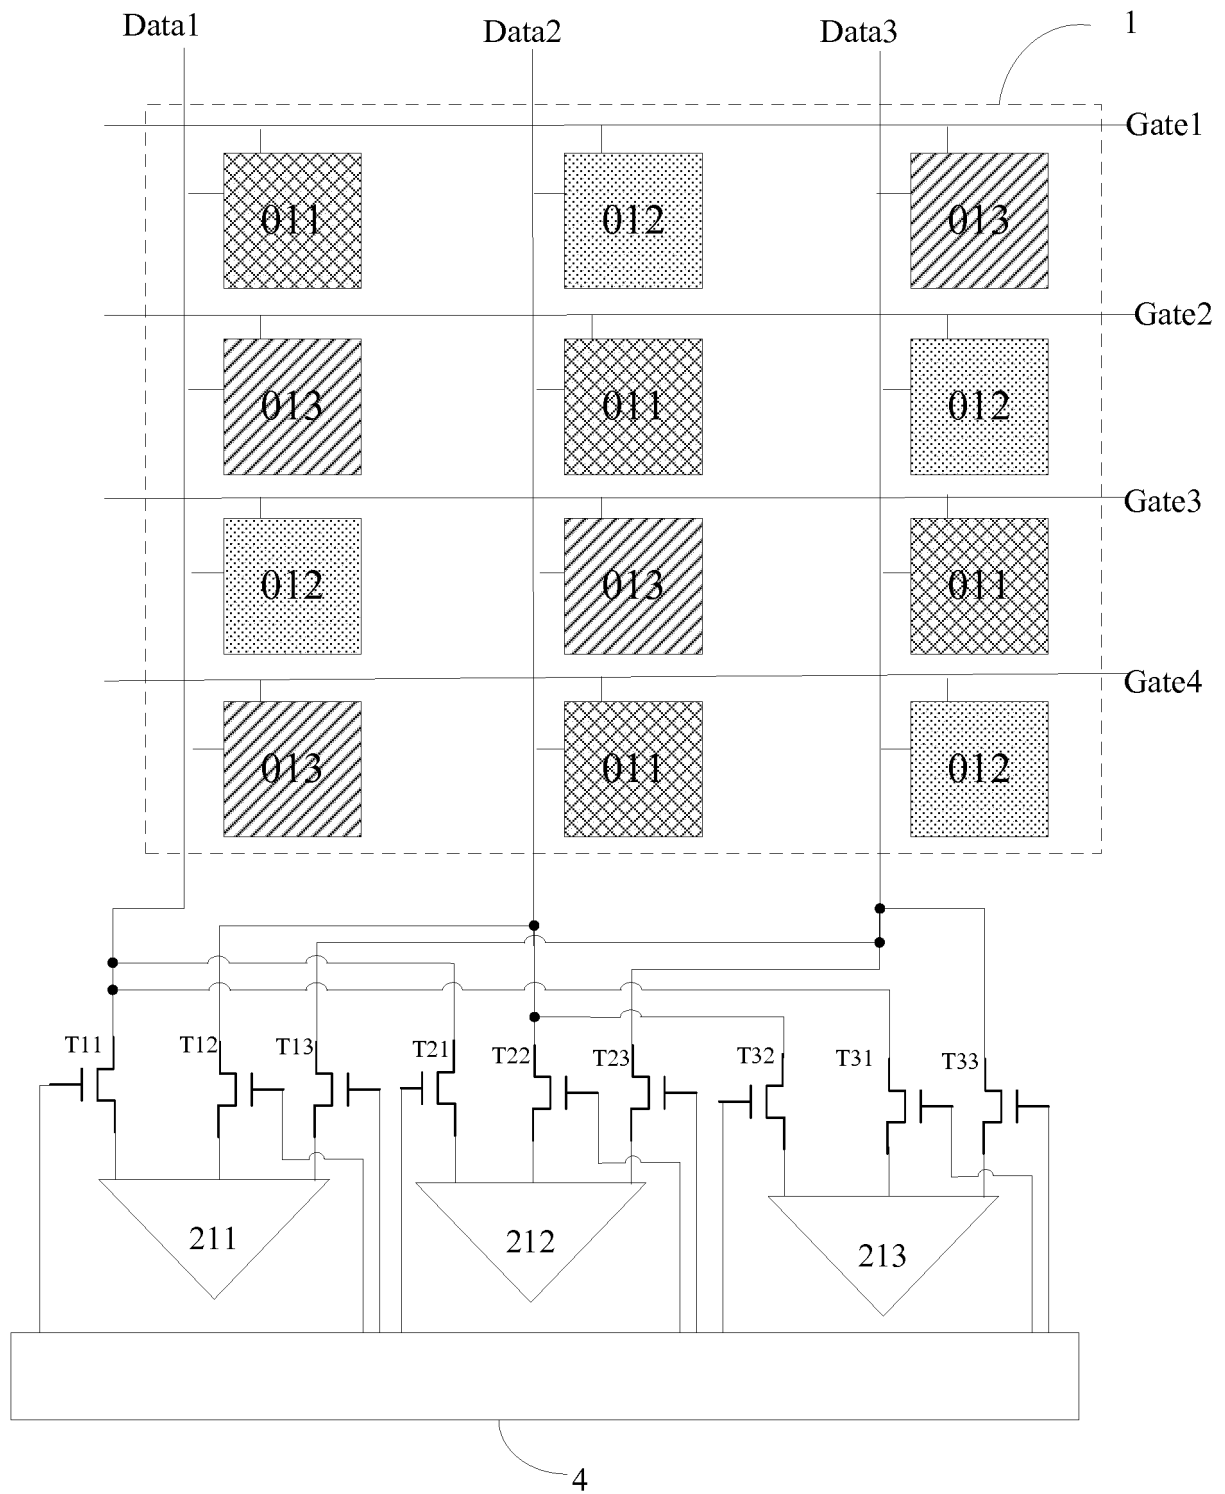 Data1 Data2 Data3 1
Gate1
011 012 013
Gate2
013 011 012
Gate3
012 013 011
Gate4
013 011 012
T11 T12 T13 T21 T22 T23 T32 T31 T33
211 212 213
4